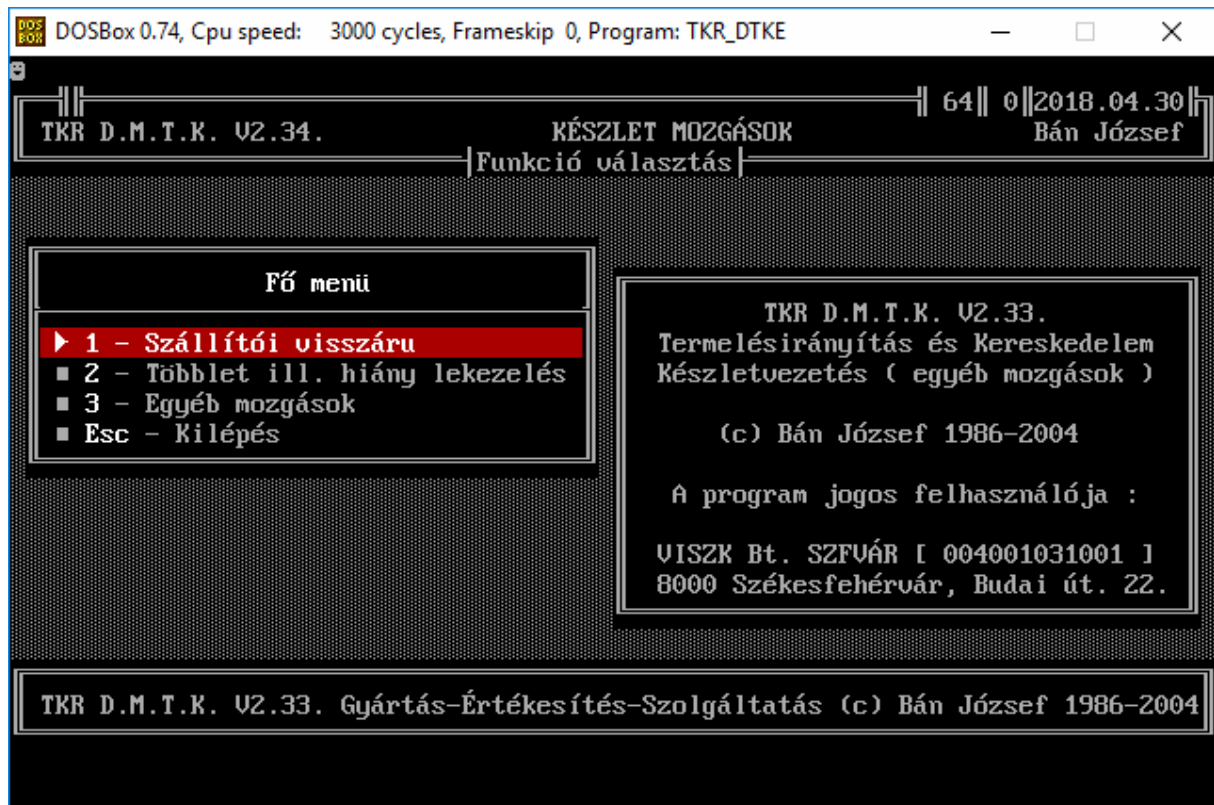 DOSBox 0.74, Cpu speed: 3000 cycles, Frameskip 0, Program: TKR_DTKE
64 0 2018.04.30
TKR D.M.T.K. V2.34. KÉSZLET MOZGÁSOK Bán József
Funkció választás
Fő menü
1 - Szállítói visszáru
2 - Többlet ill. hiány lekezelés
3 - Egyéb mozgások
Esc - Kilépés
TKR D.M.T.K. V2.33.
Termelésirányítás és Kereskedelem
Készletvezetés ( egyéb mozgások )
(c) Bán József 1986-2004
A program jogos felhasználója :
VISZK Bt. SZFVÁR [ 004001031001 ]
8000 Székesfehérvár, Budai út. 22.
TKR D.M.T.K. V2.33. Gyártás-Értékesítés-Szolgáltatás (c) Bán József 1986-2004